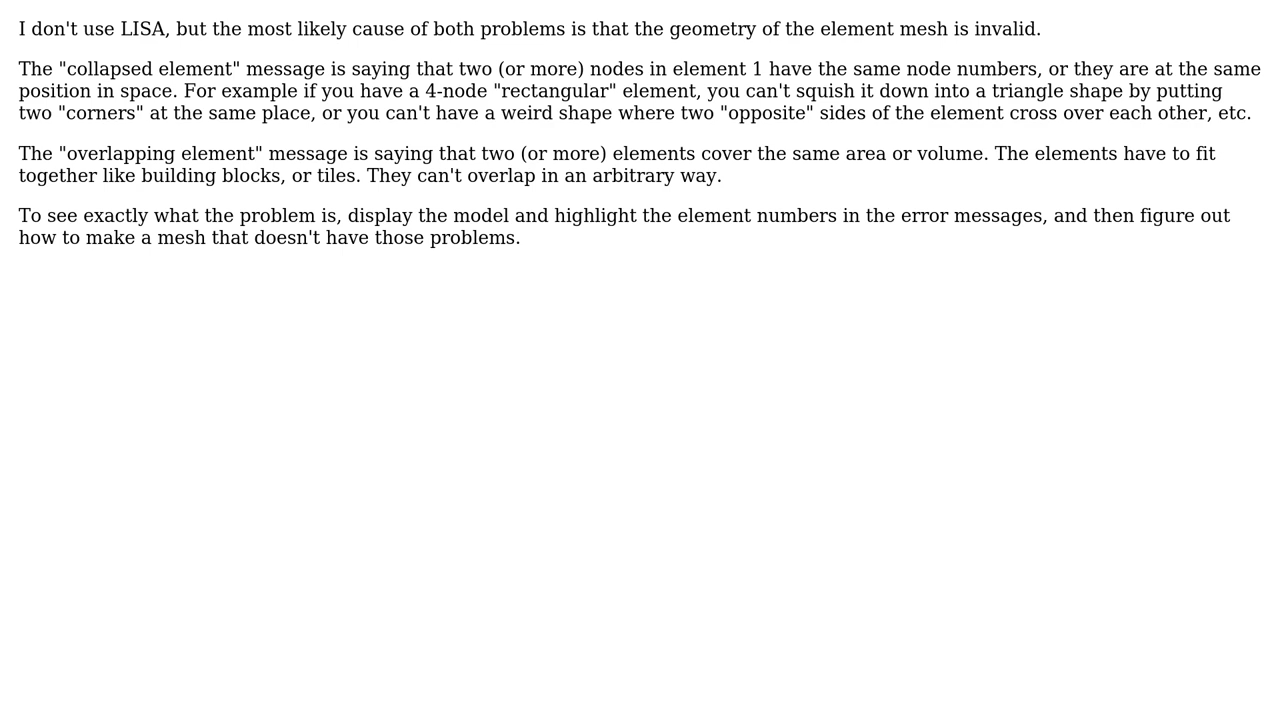 I don't use LISA, but the most likely cause of both problems is that the geometry of the element mesh is invalid.
The "collapsed element" message is saying that two (or more) nodes in element 1 have the same node numbers, or they are at the same
position in space. For example if you have a 4-node "rectangular" element, you can't squish it down into a triangle shape by putting
two "corners" at the same place, or you can't have a weird shape where two "opposite" sides of the element cross over each other, etc.
The "overlapping element" message is saying that two (or more) elements cover the same area or volume. The elements have to fit
together like building blocks, or tiles. They can't overlap in an arbitrary way.
To see exactly what the problem is, display the model and highlight the element numbers in the error messages, and then figure out
how to make a mesh that doesn't have those problems.